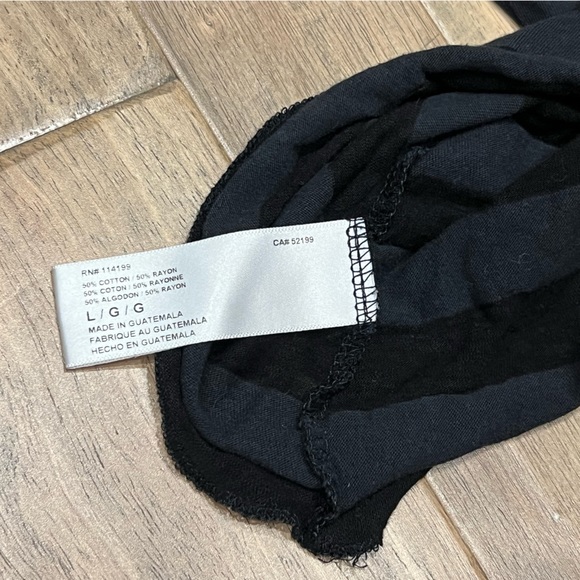 RN# 114199
CA# 52199
50% COTTON / 50% RAYON
50% COTON / 50% RAYONNE
50% ALGODON / 50% RAYON
L / G / G
MADE IN GUATEMALA
FABRIQUE AU GUATEMALA
HECHO EN GUATEMALA